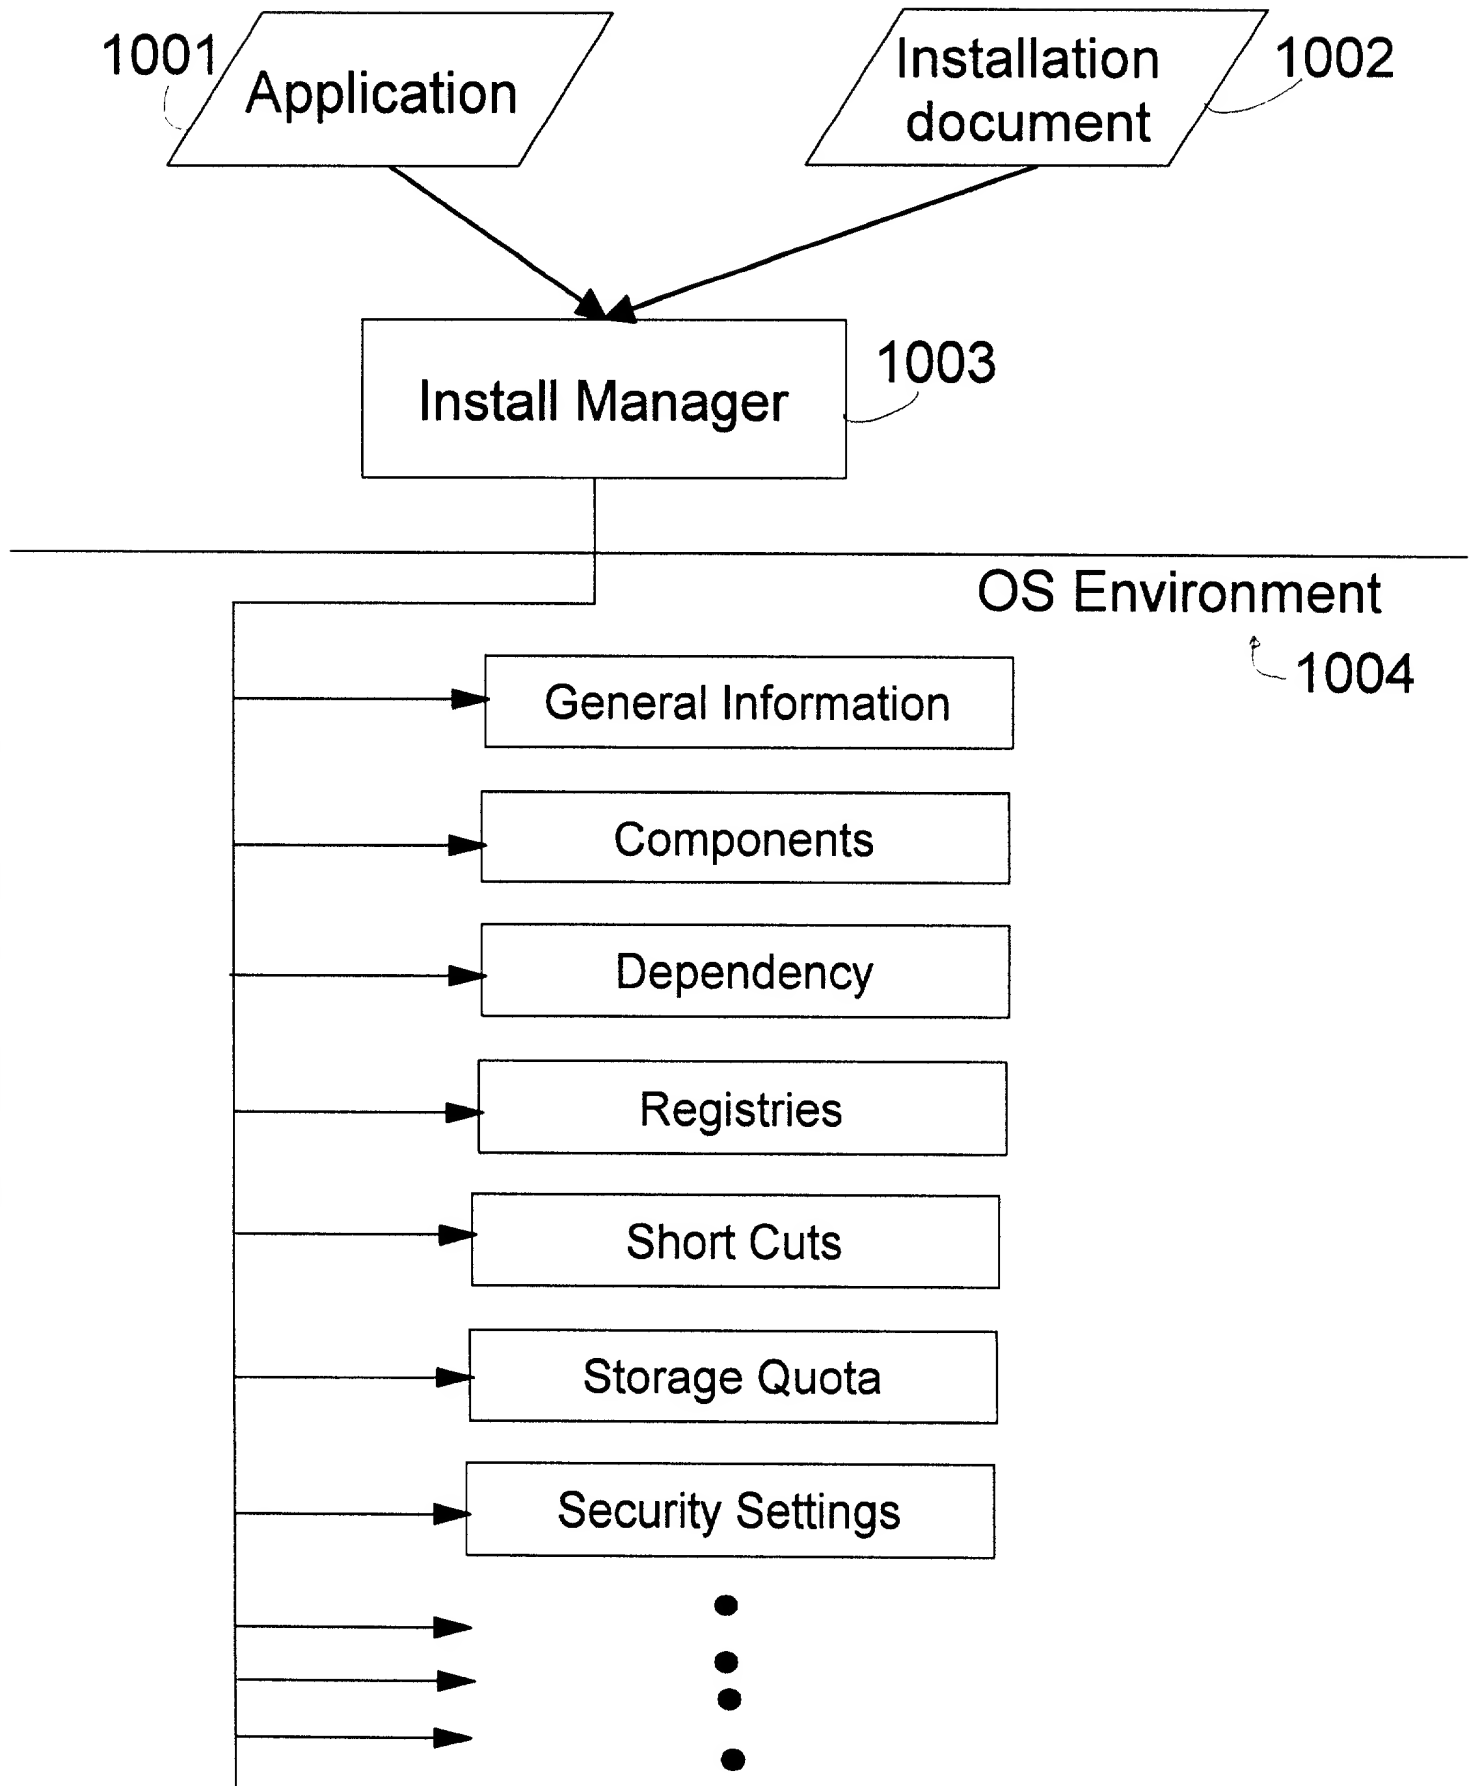 1001
Application
Installation
document
1002
Install Manager
1003
OS Environment
1004
General Information
Components
Dependency
Registries
Short Cuts
Storage Quota
Security Settings